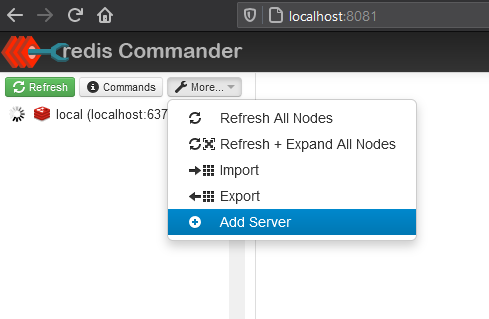 localhost:8081
redis Commander
Refresh
Commands
More...
local (localhost:637
Refresh All Nodes
Refresh + Expand All Nodes
Import
Export
Add Server